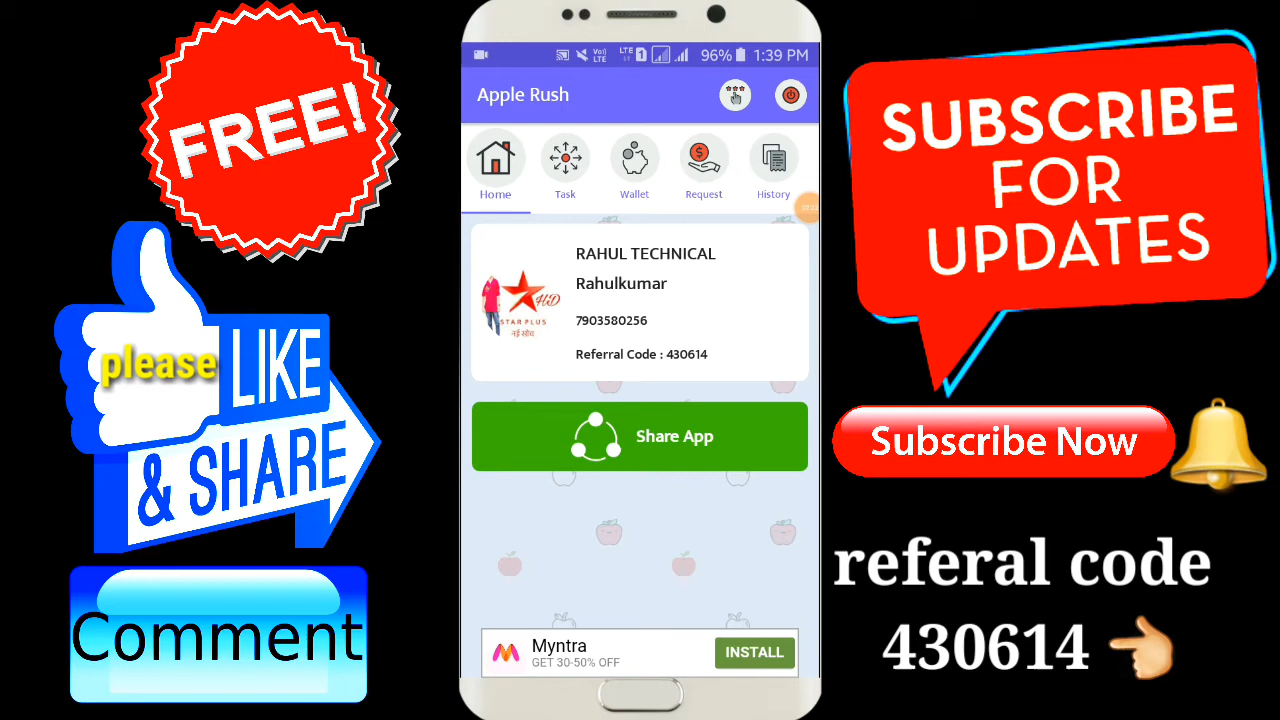 FREE!
please
LIKE
& SHARE
Comment
96% 1:39 PM
Apple Rush
Home
Task
Wallet
Request
History
RAHUL TECHNICAL
Rahulkumar
7903580256
Referral Code : 430614
HD
STAR PLUS
नई सोच
Share App
Myntra
GET 30-50% OFF
INSTALL
SUBSCRIBE
FOR
UPDATES
Subscribe Now
referal code
430614